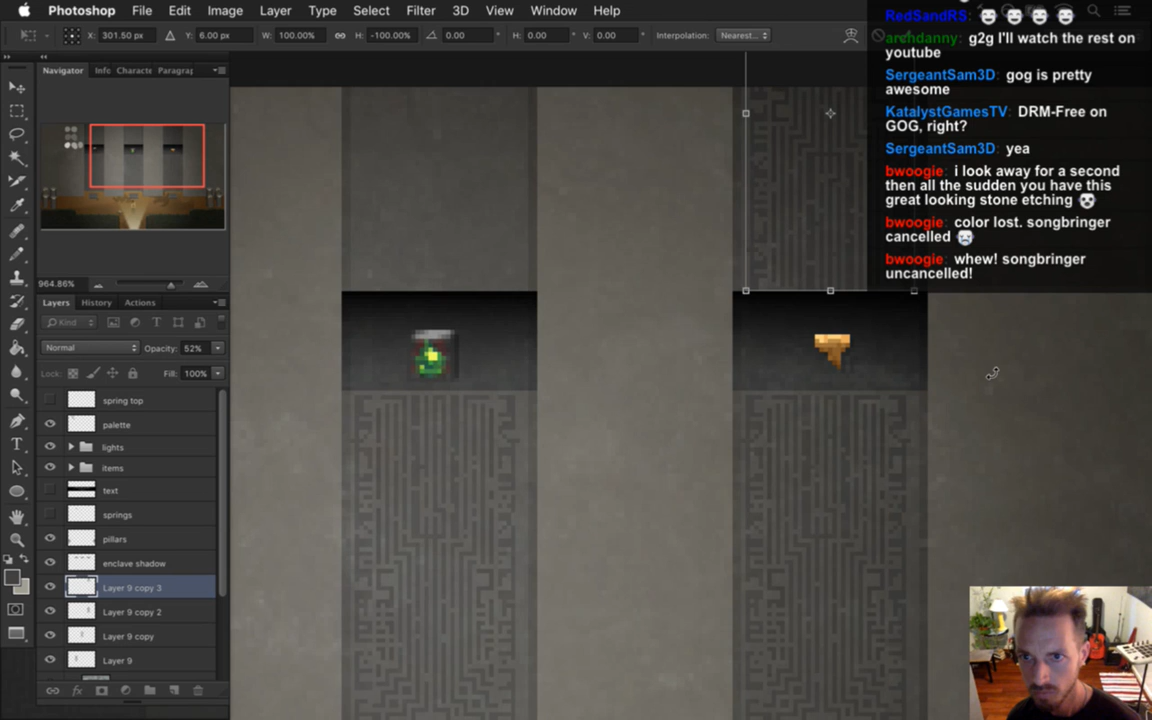 Photoshop File Edit Image Layer Type Select Filter 3D View Window Help
X: 301.50 px Y: 6.00 px W: 100.00% H: -100.00% 0.00 ° H: 0.00 ° V: 0.00 ° Interpolation: Nearest...
Navigator Info Characte Paragrap
964.86%
Layers History Actions
Kind
Normal Opacity: 52%
Lock: Fill: 100%
spring top
palette
lights
items
text
springs
pillars
enclave shadow
Layer 9 copy 3
Layer 9 copy 2
Layer 9 copy
Layer 9
fx
RedSandRS:
archdanny: g2g I'll watch the rest on
youtube
SergeantSam3D: gog is pretty
awesome
KatalystGamesTV: DRM-Free on
GOG, right?
SergeantSam3D: yea
bwoogie: i look away for a second
then all the sudden you have this
great looking stone etching
bwoogie: color lost. songbringer
cancelled
bwoogie: whew! songbringer
uncancelled!